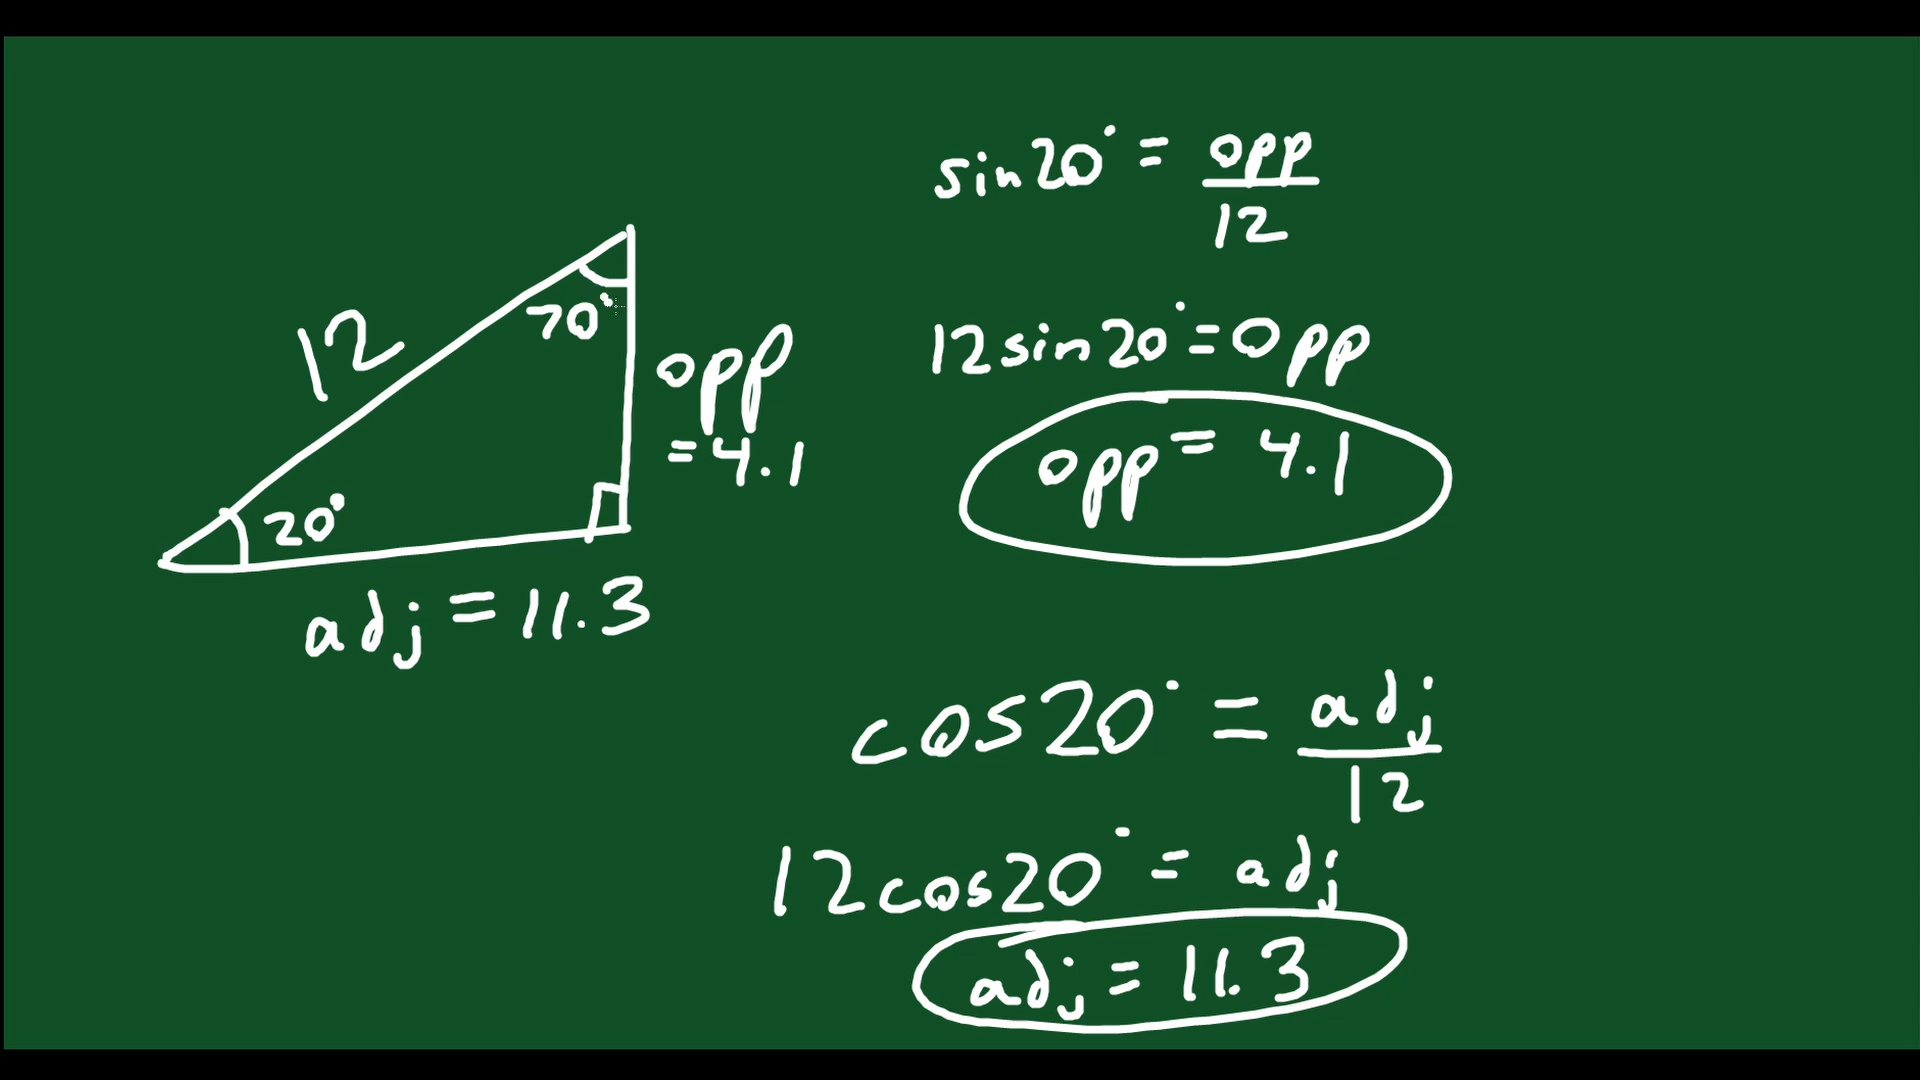 12
70°
opp
= 4.1
20°
adj = 11.3
sin20° = opp
12
12sin20° = opp
opp = 4.1
cos20° = adj
12
12cos20° = adj
adj = 11.3